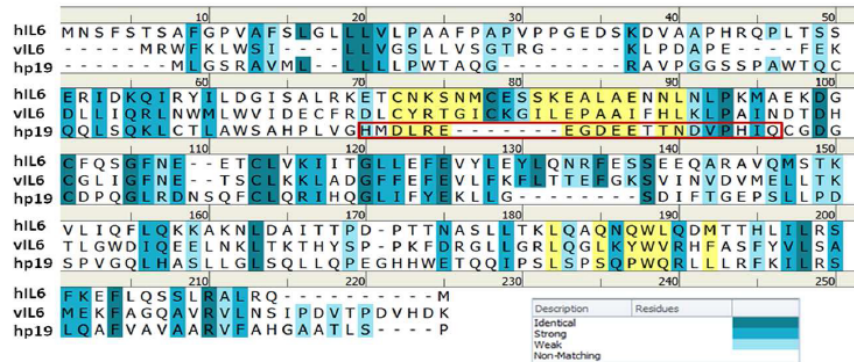 10 20 30 40 50
hIL6 M N S F S T S A F G P V A F S L G L L L V L P A A F P A P V P P G E D S K D V A A P H R Q P L T S S
vIL6 - - - - - M R W F K L W S I - - - - L L V G S L L V S G T R G - - - - - K L P D A P E - - - - F E K
hp19 - - - - - M L G S R A V M L - - - - L L L L P W T A Q G - - - - - - - - R A V P G G S S P A W T Q C
60 70 80 90 100
hIL6 E R I D K Q I R Y I L D G I S A L R K E T C N K S N M C E S S K E A L A E N N L N L P K M A E K D G
vIL6 D L L I Q R L N W M L W V I D E C F R D L C Y R T G I C K G I L E P A A I F H L K L P A I N D T D H
hp19 Q Q L S Q K L C T L A W S A H P L V G H M D L R E - - - - - - - E G D E E T T N D V P H I Q C G D G
110 120 130 140 150
hIL6 C F Q S G F N E - - E T C L V K I I T G L L E F E V Y L E Y L Q N R F E S S E E Q A R A V Q M S T K
vIL6 C G L I G F N E - - T S C L K K L A D G F F E F E V L F K F L T T E F G K S V I N V D V M E L L T K
hp19 C D P Q G L R D N S Q F C L Q R I H Q G L I F Y E K L L G - - - - - - - - S D I F T G E P S L L P D
160 170 180 190 200
hIL6 V L I Q F L Q K K A K N L D A I T T P D - P T T N A S L L T K L Q A Q N Q W L Q D M T T H L I L R S
vIL6 T L G W D I Q E E L N K L T K T H Y S P - P K F D R G L L G R L Q G L K Y W V R H F A S F Y V L S A
hp19 S P V G Q L H A S L L G L S Q L L Q P E G H H W E T Q Q I P S L S P S Q P W Q R L L L R F K I L R S
210 220 230 240 250
hIL6 F K E F L Q S S L R A L R Q - - - - - - - - - - M
vIL6 M E K F A G Q A V R V L N S I P D V T P D V H D K
hp19 L Q A F V A V A A R V F A H G A A T L S - - - - P
Description Residues
Identical
Strong
Weak
Non-Matching